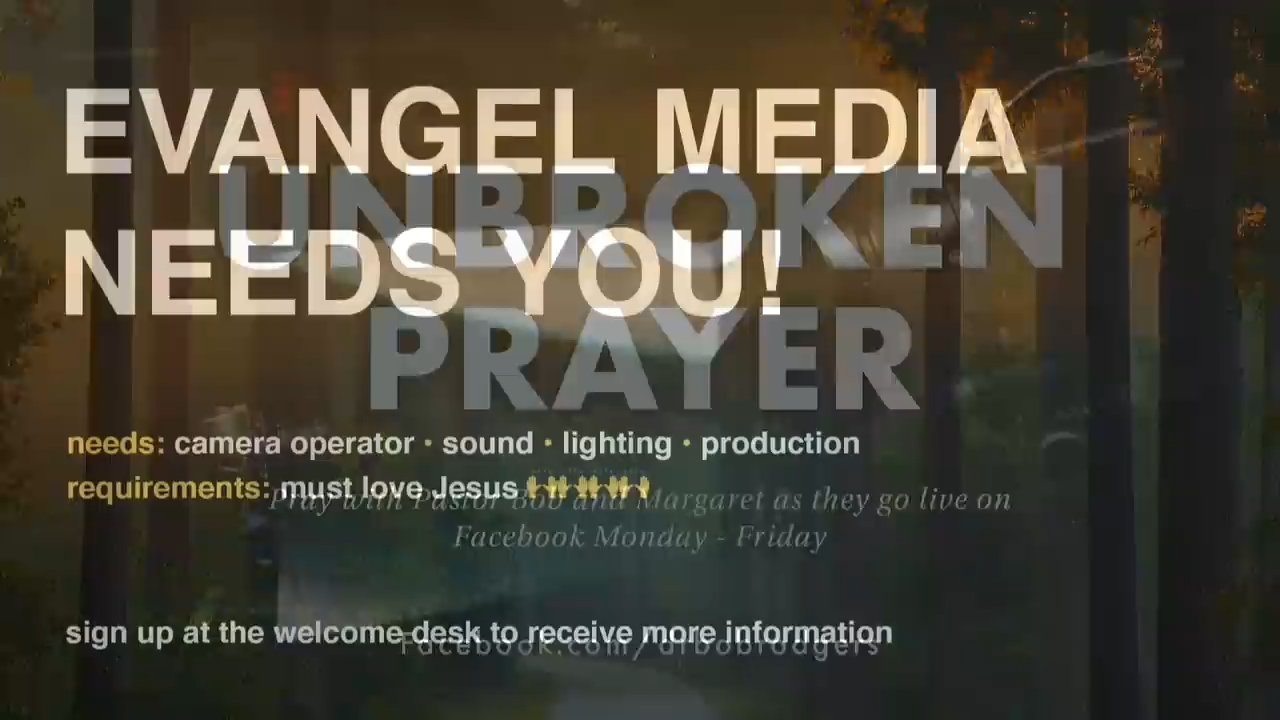 EVANGEL MEDIA
NEEDS YOU!
needs: camera operator • sound • lighting • production
requirements: must love Jesus
sign up at the welcome desk to receive more information
UNBROKEN
PRAYER
Pray with Pastor Bob and Margaret as they go live on
Facebook Monday - Friday
Facebook.com/drbobrodgers